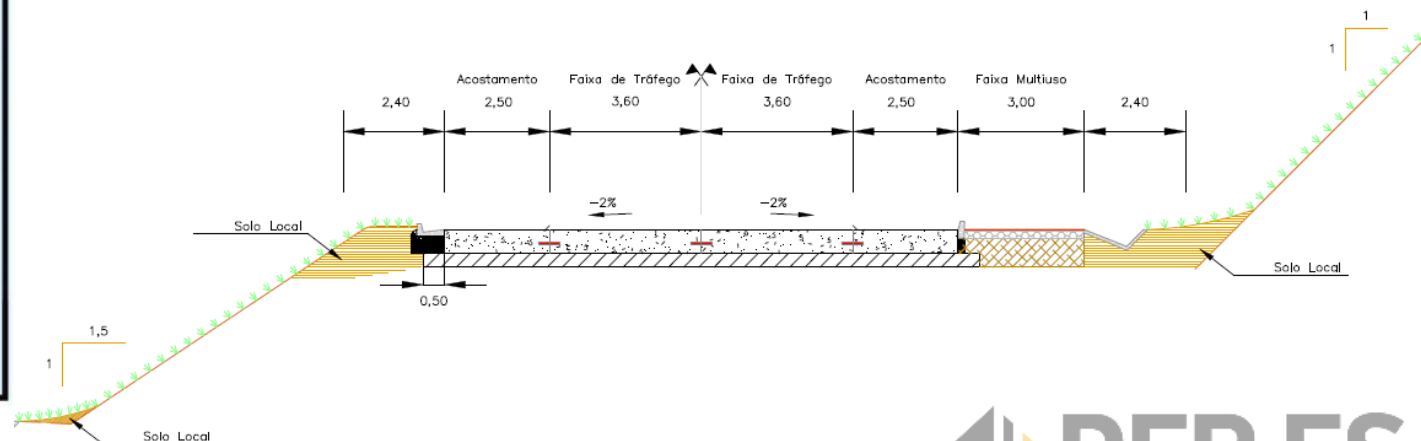 1
1
Acostamento Faixa de Tráfego Faixa de Tráfego Acostamento Faixa Multiuso
2,40 2,50 3,60 3,60 2,50 3,00 2,40
-2% -2%
Solo Local
Solo Local
0,50
1,5
1
Solo Local